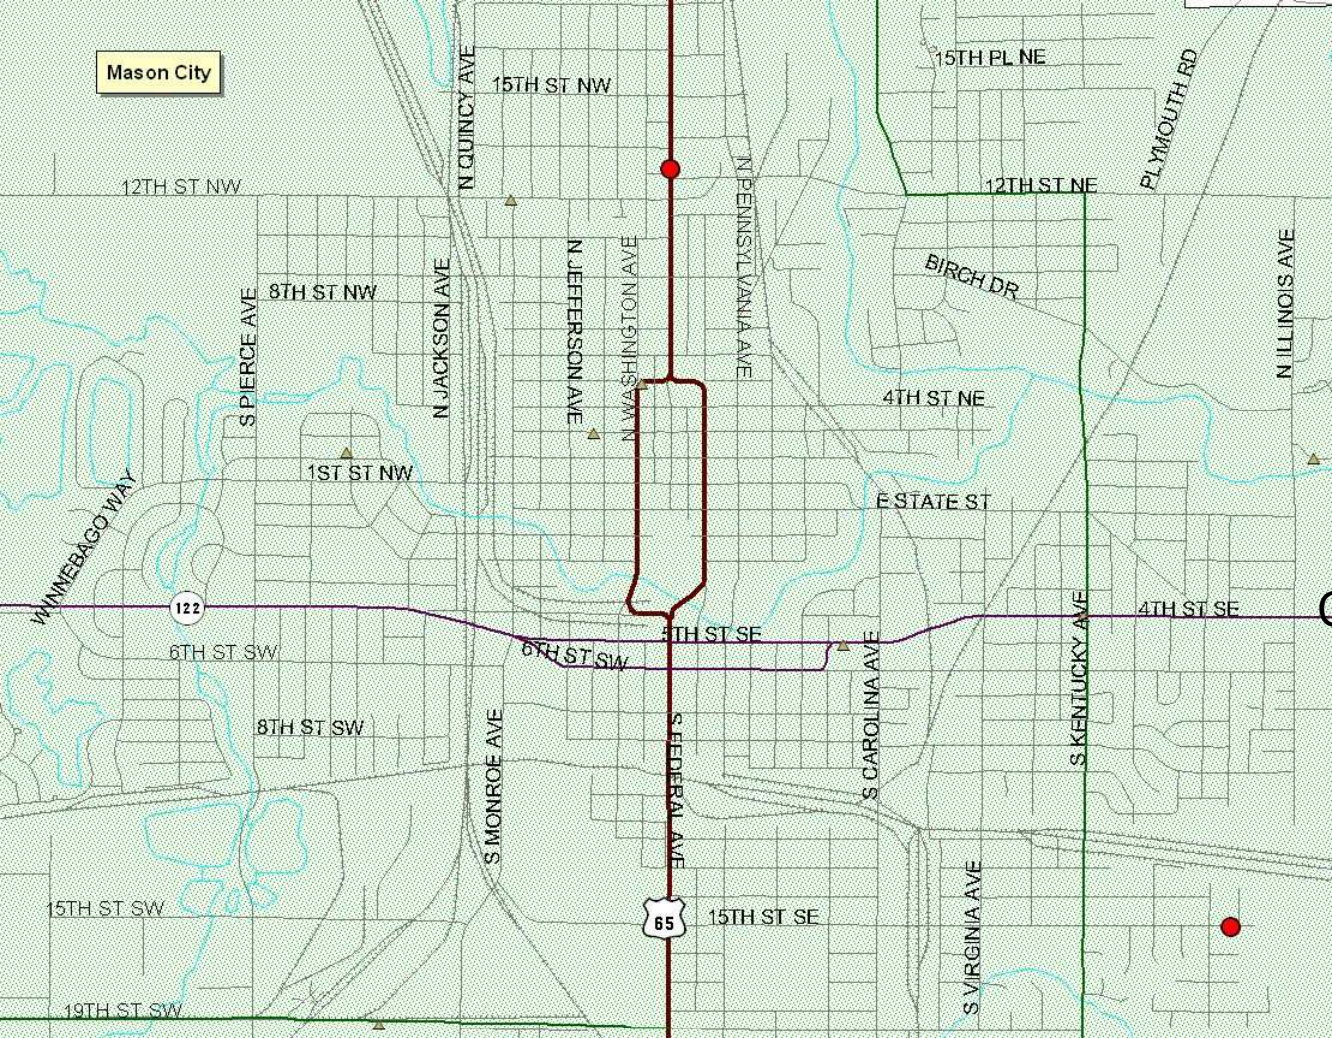 Mason City
15TH PL NE
15TH ST NW
N QUINCY AVE
PLYMOUTH RD
12TH ST NW
12TH ST NE
N PENNSYLVANIA AVE
N JEFFERSON AVE
N WASHINGTON AVE
BIRCH DR
N ILLINOIS AVE
8TH ST NW
N JACKSON AVE
S PIERCE AVE
4TH ST NE
1ST ST NW
E STATE ST
WINNEBAGO WAY
122
4TH ST SE
5TH ST SE
6TH ST SW
6TH ST SW
S KENTUCKY AVE
S CAROLINA AVE
8TH ST SW
S MONROE AVE
S FEDERAL AVE
15TH ST SW
65
15TH ST SE
S VIRGINIA AVE
19TH ST SW